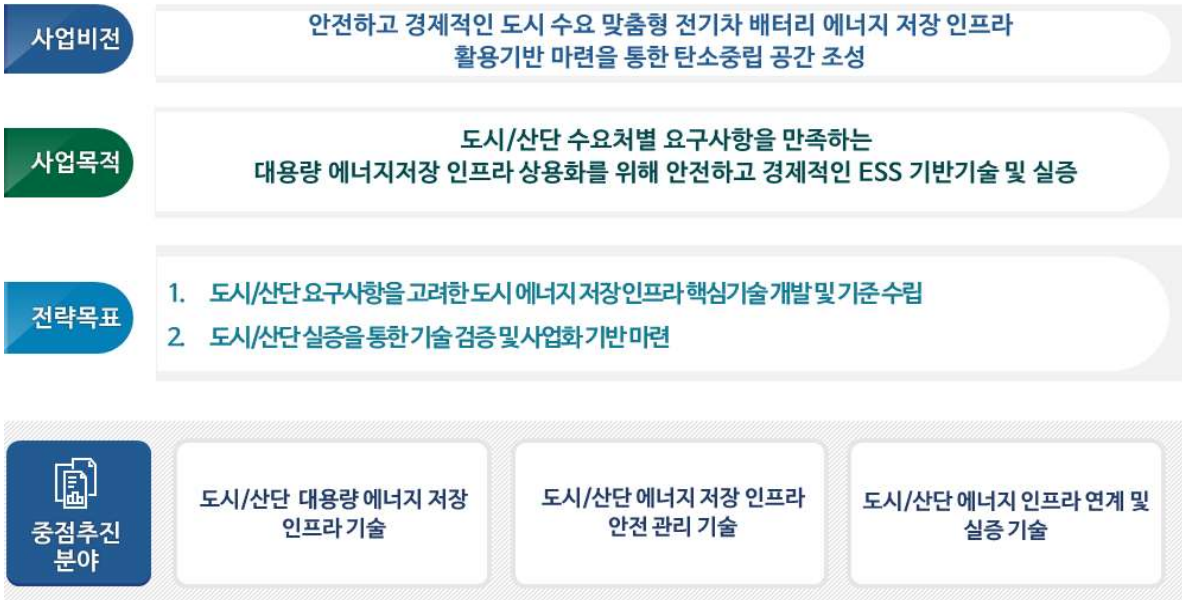 사업비전
안전하고 경제적인 도시 수요 맞춤형 전기차 배터리 에너지 저장 인프라
활용기반 마련을 통한 탄소중립 공간 조성
사업목적
도시/산단 수요처별 요구사항을 만족하는
대용량 에너지저장 인프라 상용화를 위해 안전하고 경제적인 ESS 기반기술 및 실증
전략목표
1. 도시/산단 요구사항을 고려한 도시 에너지 저장 인프라 핵심기술 개발 및 기준 수립
2. 도시/산단 실증을 통한 기술 검증 및 사업화 기반 마련
중점추진
분야
도시/산단 대용량 에너지 저장
인프라 기술
도시/산단 에너지 저장 인프라
안전 관리 기술
도시/산단 에너지 인프라 연계 및
실증 기술